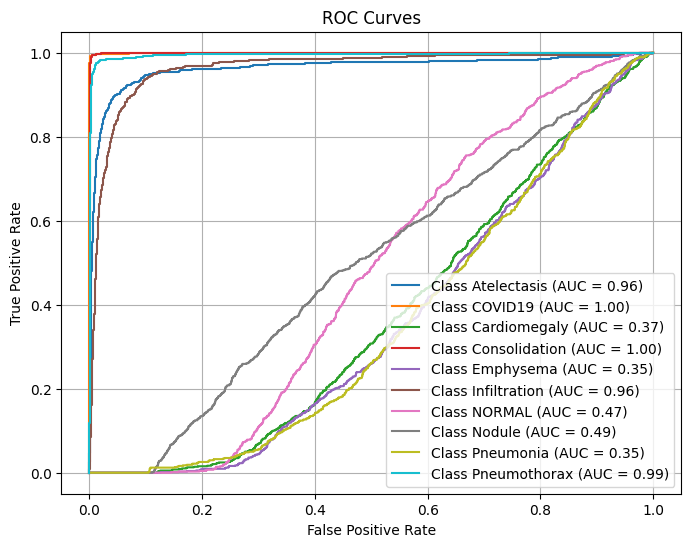 ROC Curves
True Positive Rate
1.0
0.8
0.6
0.4
0.2
0.0
Class Atelectasis (AUC = 0.96)
Class COVID19 (AUC = 1.00)
Class Cardiomegaly (AUC = 0.37)
Class Consolidation (AUC = 1.00)
Class Emphysema (AUC = 0.35)
Class Infiltration (AUC = 0.96)
Class NORMAL (AUC = 0.47)
Class Nodule (AUC = 0.49)
Class Pneumonia (AUC = 0.35)
Class Pneumothorax (AUC = 0.99)
0.0 0.2 0.4 0.6 0.8 1.0
False Positive Rate